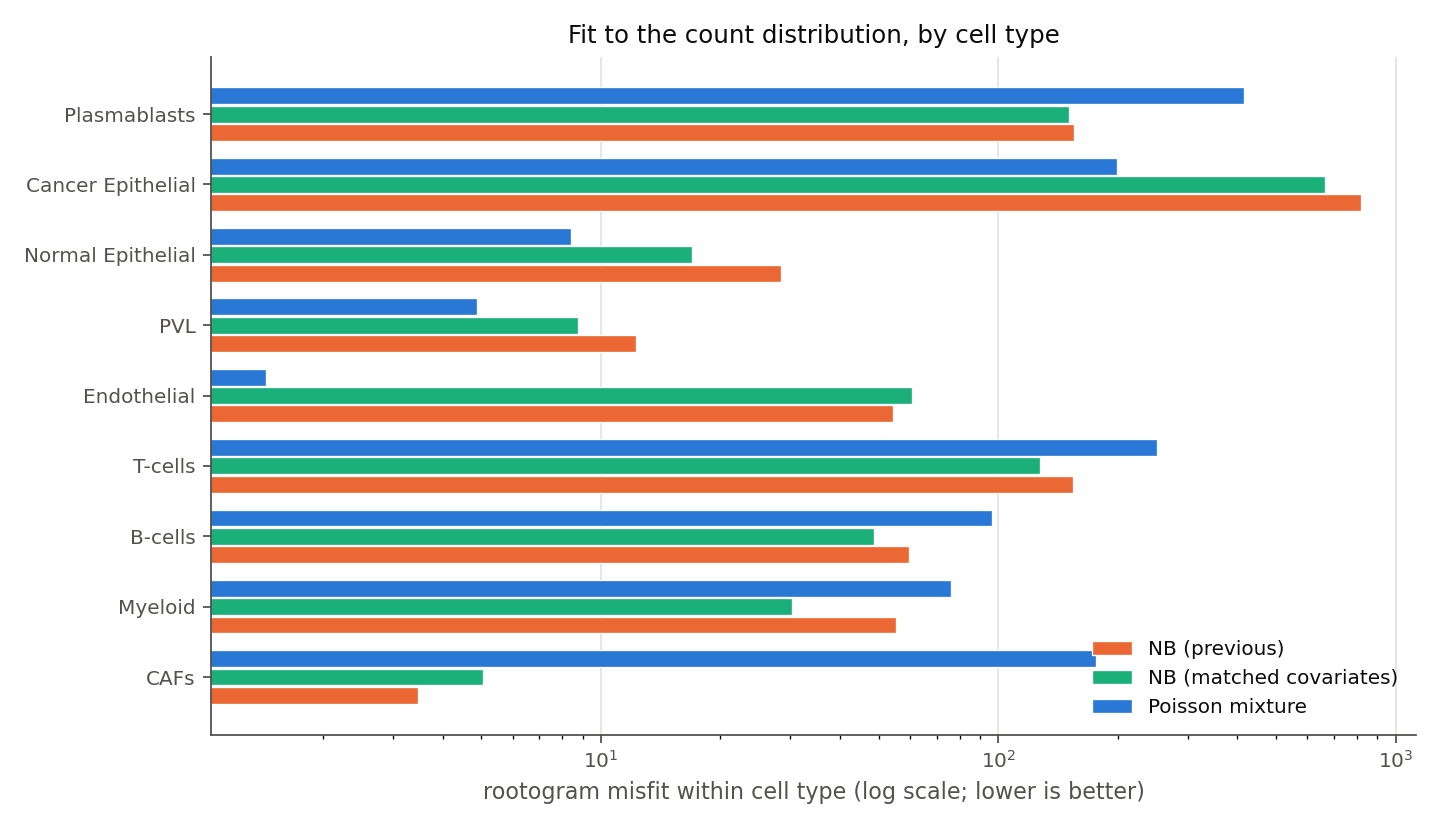 Fit to the count distribution, by cell type
Plasmablasts
Cancer Epithelial
Normal Epithelial
PVL
Endothelial
T-cells
B-cells
Myeloid
CAFs
NB (previous)
NB (matched covariates)
Poisson mixture
10¹ 10² 10³
rootogram misfit within cell type (log scale; lower is better)